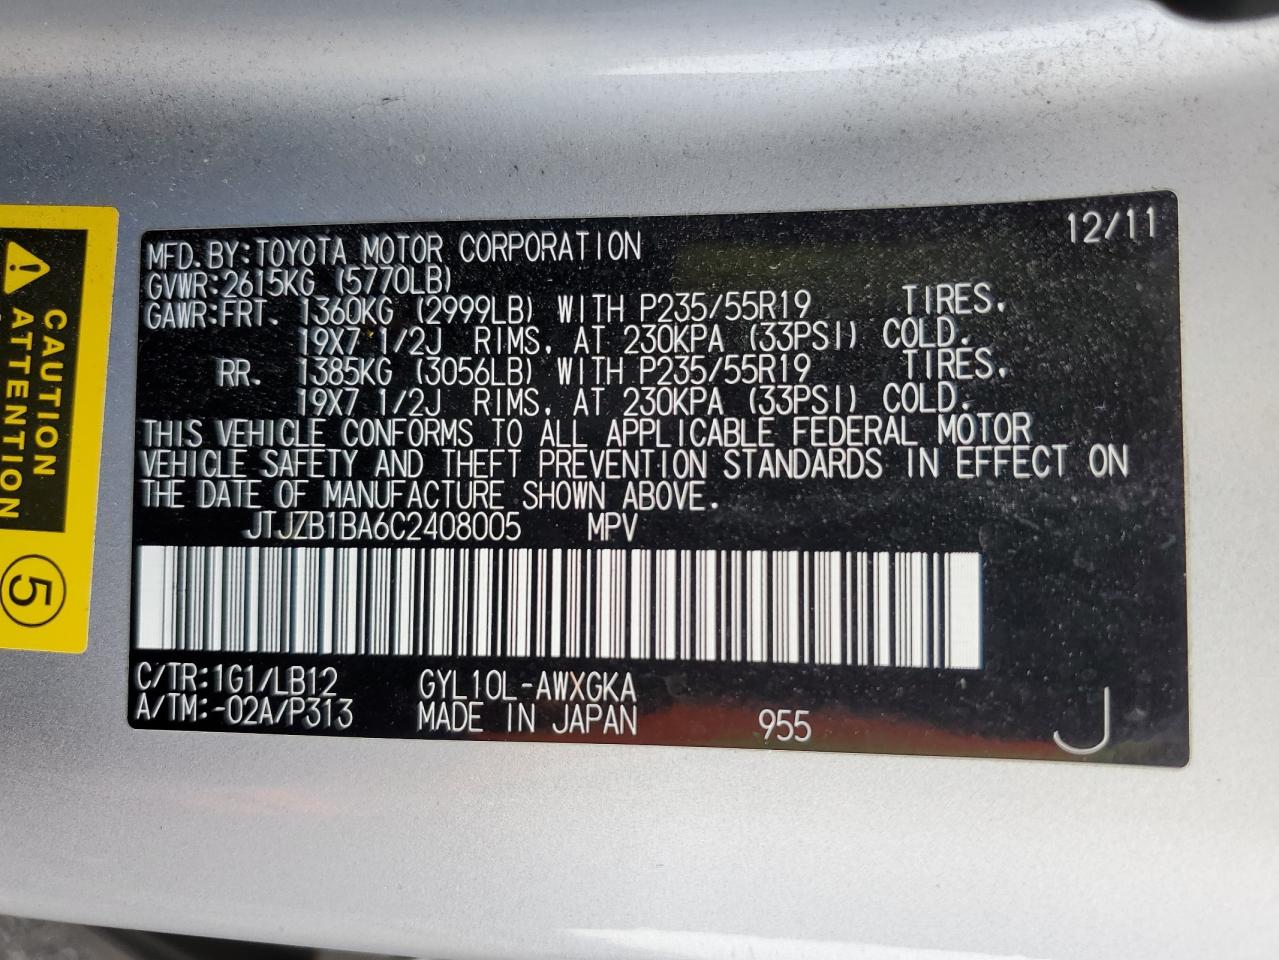 12/11
MFD.BY:TOYOTA MOTOR CORPORATION
GVWR:2615KG (5770LB)
GAWR:FRT. 1360KG (2999LB) WITH P235/55R19 TIRES.
19X7 1/2J RIMS, AT 230KPA (33PSI) COLD.
RR. 1385KG (3056LB) WITH P235/55R19 TIRES.
19X7 1/2J RIMS, AT 230KPA (33PSI) COLD.
THIS VEHICLE CONFORMS TO ALL APPLICABLE FEDERAL MOTOR
VEHICLE SAFETY AND THEFT PREVENTION STANDARDS IN EFFECT ON
THE DATE OF MANUFACTURE SHOWN ABOVE.
JTJZB1BA6C2408005 MPV
C/TR:1G1/LB12 GYL10L-AWXGKA
A/TM:-02A/P313 MADE IN JAPAN 955 J
CAUTION
ATTENTION
5